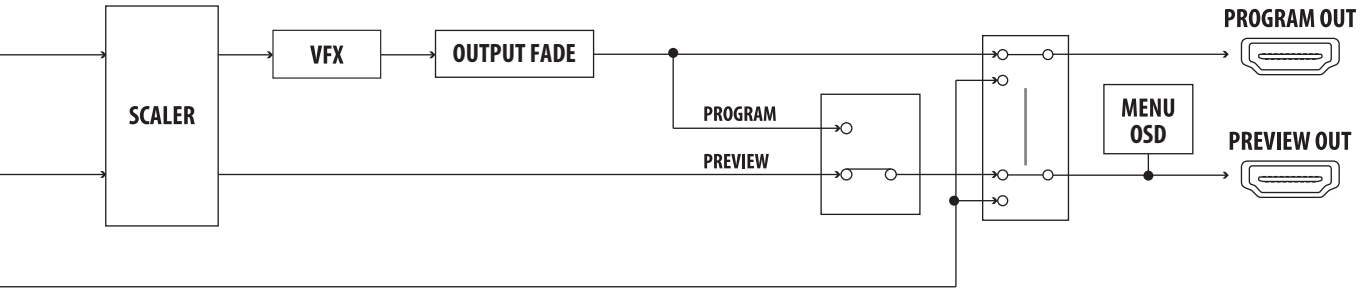 PROGRAM OUT
VFX
OUTPUT FADE
SCALER
PROGRAM
MENU
OSD
PREVIEW OUT
PREVIEW